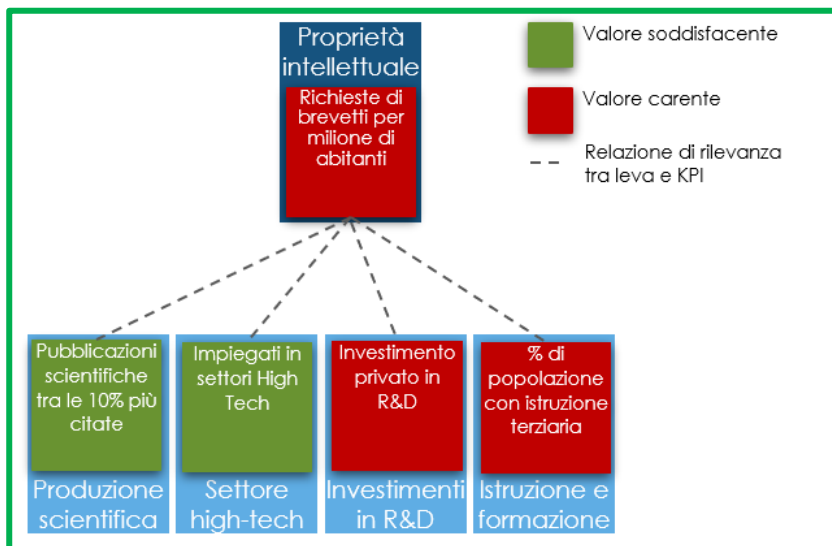 Proprietà
intellettuale
Richieste di
brevetti per
milione di
abitanti
Valore soddisfacente
Valore carente
Relazione di rilevanza
tra leva e KPI
Pubblicazioni
scientifiche
tra le 10% più
citate
Produzione
scientifica
Impiegati in
settori High
Tech
Settore
high-tech
Investimento
privato in
R&D
Investimenti
in R&D
% di
popolazione
con istruzione
terziaria
Istruzione e
formazione